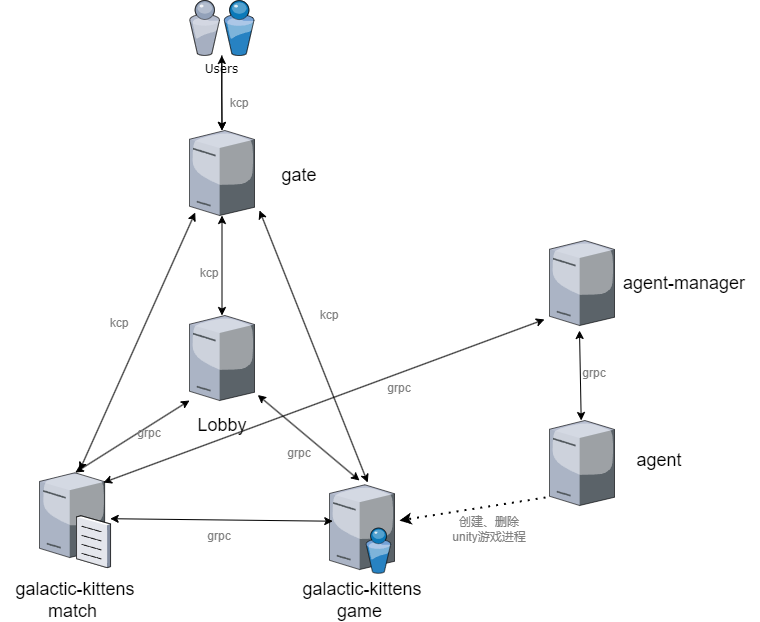 Users
kcp
gate
kcp
agent-manager
kcp
kcp
grpc
grpc
Lobby
grpc
grpc
agent
创建、删除
unity游戏进程
grpc
galactic-kittens
match
galactic-kittens
game